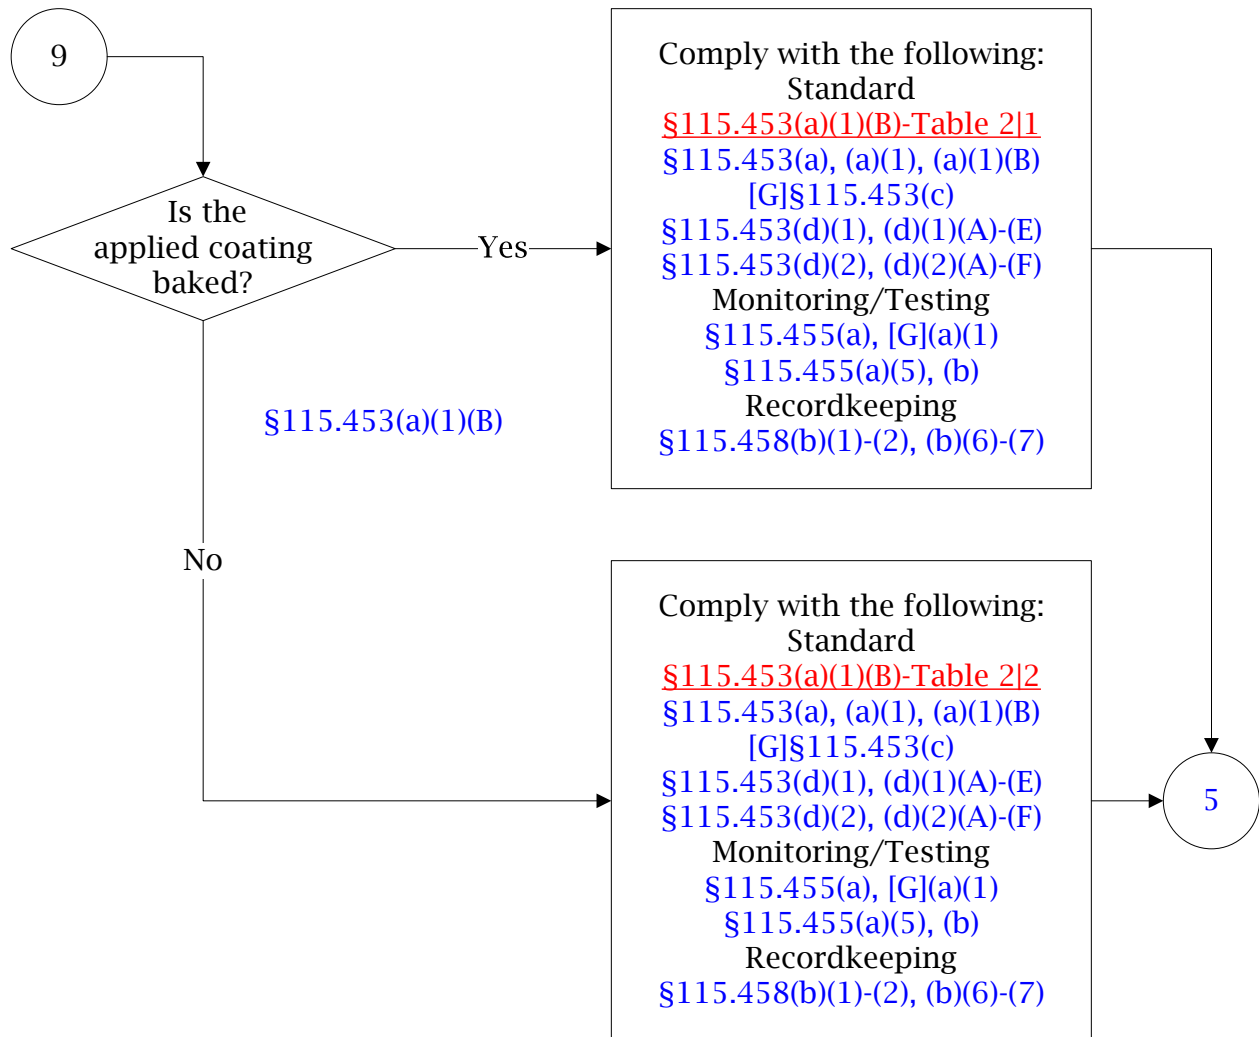 9
Is the
applied coating
baked?
Yes
§115.453(a)(1)(B)
No
Comply with the following:
Standard
§115.453(a)(1)(B)-Table 2|1
§115.453(a), (a)(1), (a)(1)(B)
[G]§115.453(c)
§115.453(d)(1), (d)(1)(A)-(E)
§115.453(d)(2), (d)(2)(A)-(F)
Monitoring/Testing
§115.455(a), [G](a)(1)
§115.455(a)(5), (b)
Recordkeeping
§115.458(b)(1)-(2), (b)(6)-(7)
Comply with the following:
Standard
§115.453(a)(1)(B)-Table 2|2
§115.453(a), (a)(1), (a)(1)(B)
[G]§115.453(c)
§115.453(d)(1), (d)(1)(A)-(E)
§115.453(d)(2), (d)(2)(A)-(F)
Monitoring/Testing
§115.455(a), [G](a)(1)
§115.455(a)(5), (b)
Recordkeeping
§115.458(b)(1)-(2), (b)(6)-(7)
5